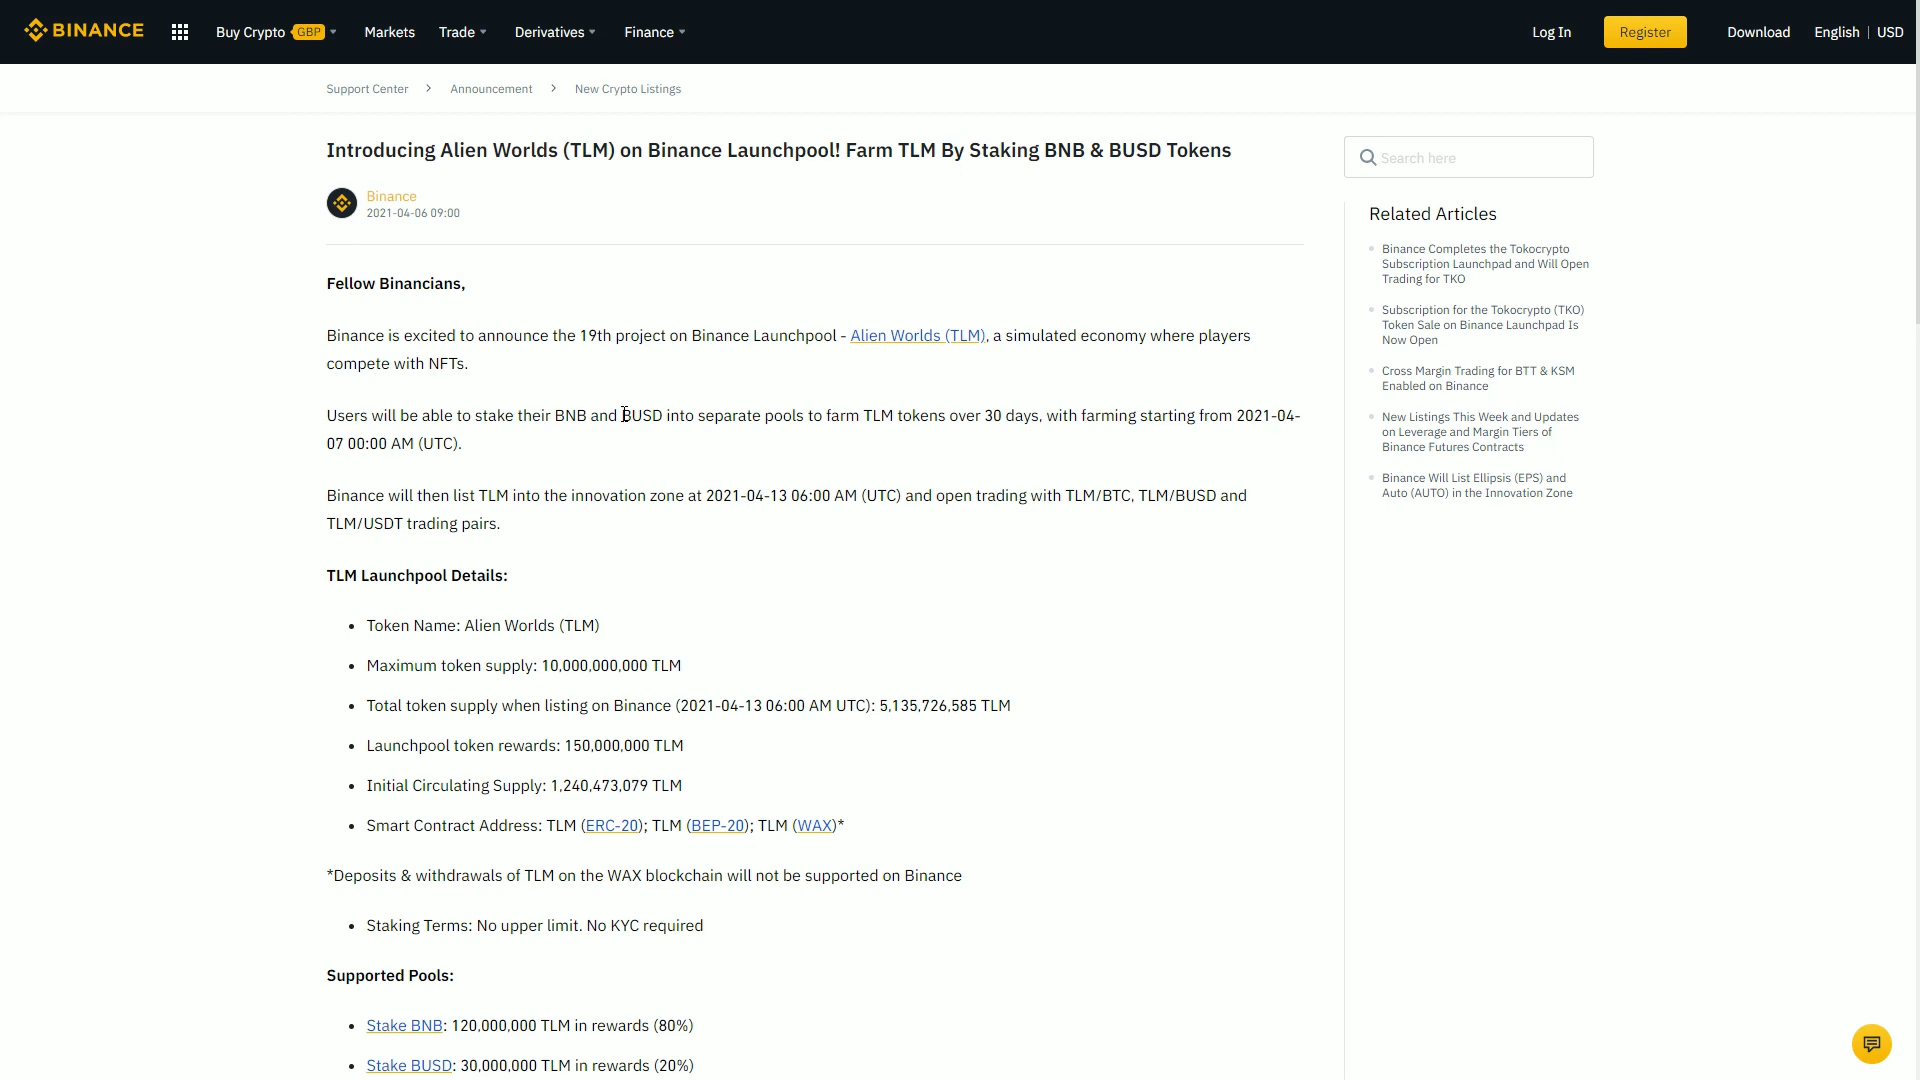 BINANCE
Buy Crypto GBP
Markets
Trade
Derivatives
Finance
Log In
Register
Download
English | USD
Support Center > Announcement > New Crypto Listings
Introducing Alien Worlds (TLM) on Binance Launchpool! Farm TLM By Staking BNB & BUSD Tokens
Binance
2021-04-06 09:00
Fellow Binancians,
Binance is excited to announce the 19th project on Binance Launchpool - Alien Worlds (TLM), a simulated economy where players
compete with NFTs.
Users will be able to stake their BNB and BUSD into separate pools to farm TLM tokens over 30 days, with farming starting from 2021-04-
07 00:00 AM (UTC).
Binance will then list TLM into the innovation zone at 2021-04-13 06:00 AM (UTC) and open trading with TLM/BTC, TLM/BUSD and
TLM/USDT trading pairs.
TLM Launchpool Details:
• Token Name: Alien Worlds (TLM)
• Maximum token supply: 10,000,000,000 TLM
• Total token supply when listing on Binance (2021-04-13 06:00 AM UTC): 5,135,726,585 TLM
• Launchpool token rewards: 150,000,000 TLM
• Initial Circulating Supply: 1,240,473,079 TLM
• Smart Contract Address: TLM (ERC-20); TLM (BEP-20); TLM (WAX)*
*Deposits & withdrawals of TLM on the WAX blockchain will not be supported on Binance
• Staking Terms: No upper limit. No KYC required
Supported Pools:
• Stake BNB: 120,000,000 TLM in rewards (80%)
• Stake BUSD: 30,000,000 TLM in rewards (20%)
Search here
Related Articles
Binance Completes the Tokocrypto
Subscription Launchpad and Will Open
Trading for TKO
Subscription for the Tokocrypto (TKO)
Token Sale on Binance Launchpad Is
Now Open
Cross Margin Trading for BTT & KSM
Enabled on Binance
New Listings This Week and Updates
on Leverage and Margin Tiers of
Binance Futures Contracts
Binance Will List Ellipsis (EPS) and
Auto (AUTO) in the Innovation Zone